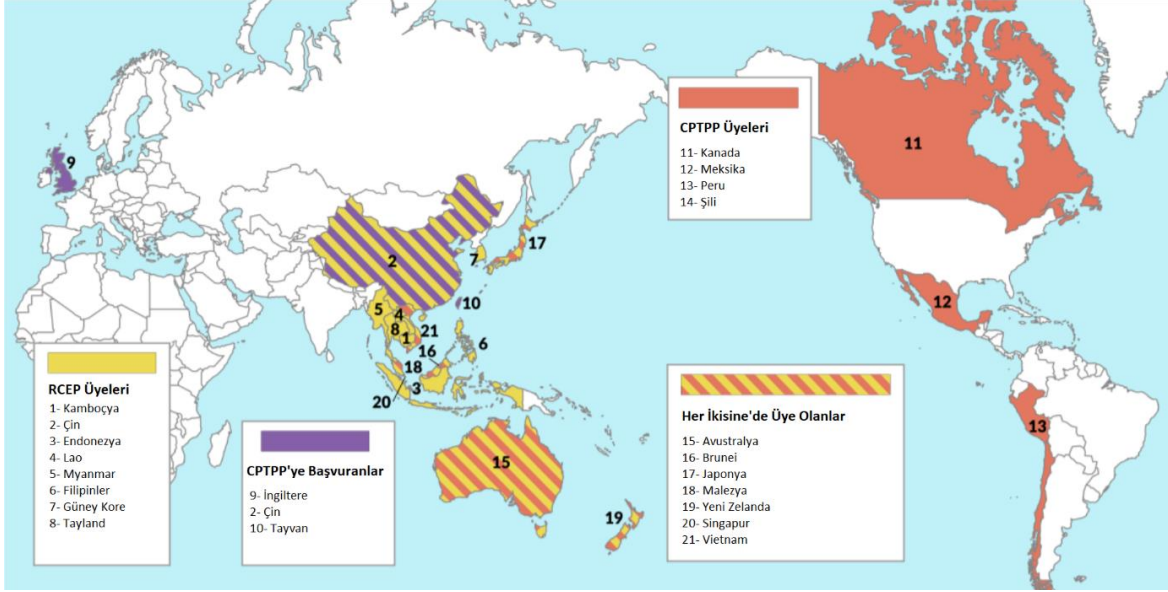 9
11
17
2
7
10
5
4
8
21
1
12
16
6
18
3
20
13
15
19
CPTPP Üyeleri
11- Kanada
12- Meksika
13- Peru
14- Şili
RCEP Üyeleri
1- Kamboçya
2- Çin
3- Endonezya
4- Lao
5- Myanmar
6- Filipinler
7- Güney Kore
8- Tayland
CPTPP'ye Başvuranlar
9- İngiltere
2- Çin
10- Tayvan
Her İkisine'de Üye Olanlar
15- Avustralya
16- Brunei
17- Japonya
18- Malezya
19- Yeni Zelanda
20- Singapur
21- Vietnam